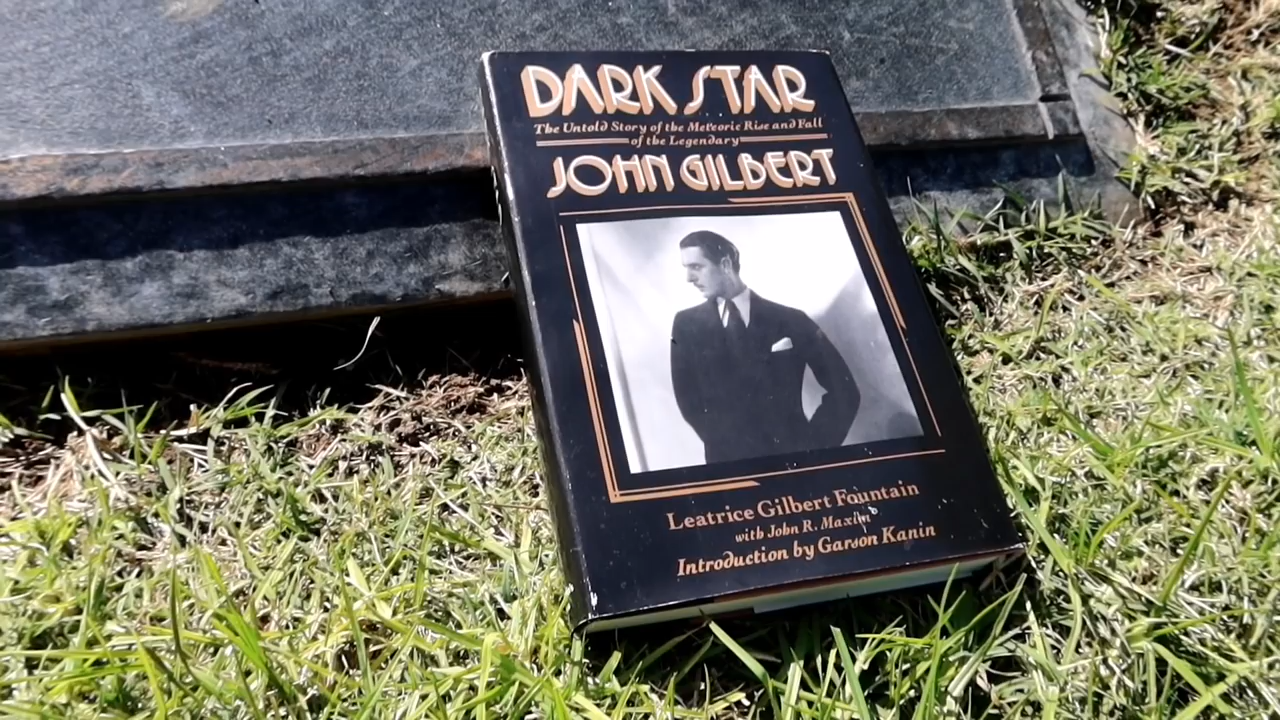 DARK STAR
The Untold Story of the Meteoric Rise and Fall
of the Legendary
JOHN GILBERT
Leatrice Gilbert Fountain
with John R. Maxim
Introduction by Garson Kanin